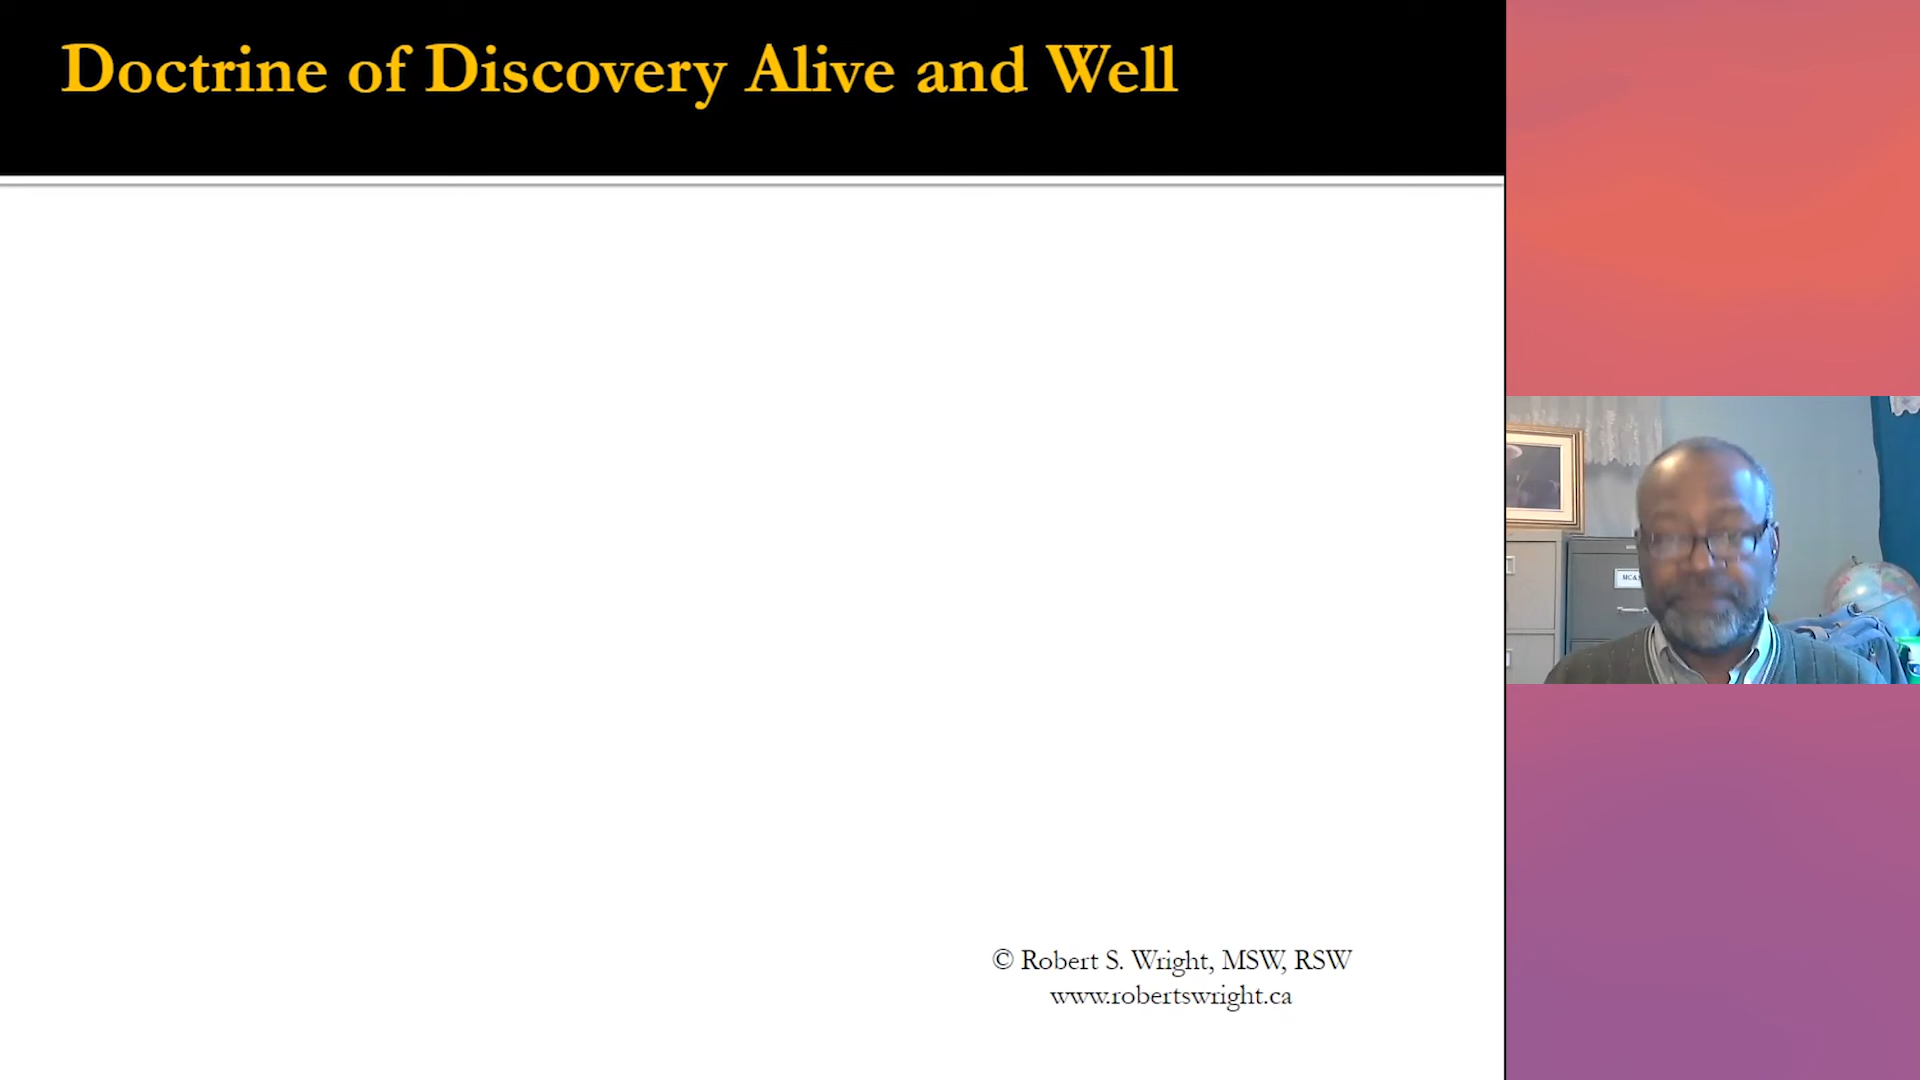 Doctrine of Discovery Alive and Well
© Robert S. Wright, MSW, RSW
www.robertswright.ca